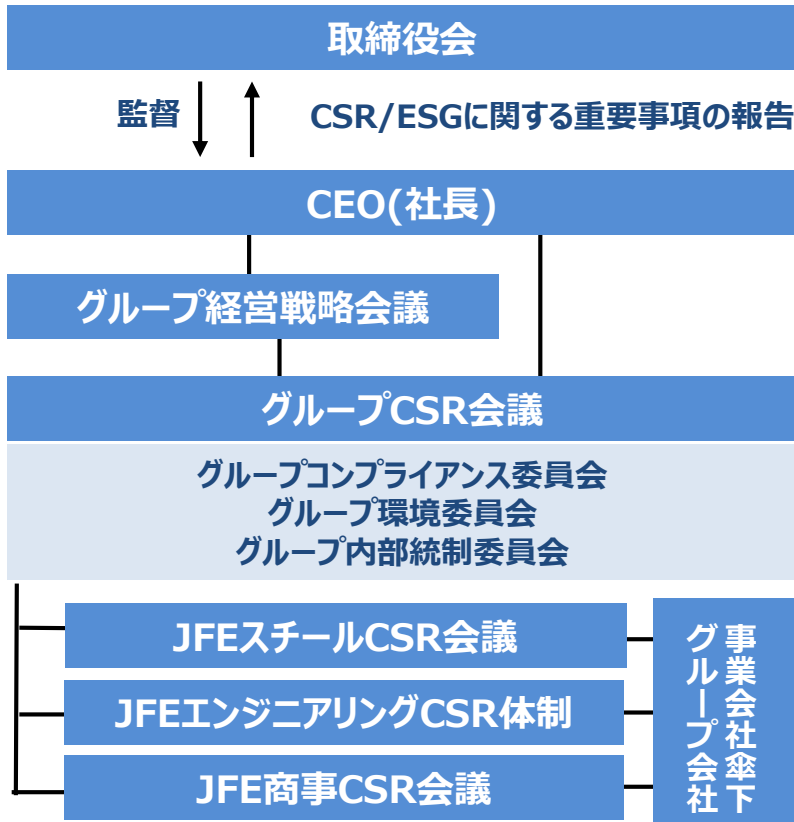 取締役会
監督
CSR/ESGに関する重要事項の報告
CEO(社長)
グループ経営戦略会議
グループCSR会議
グループコンプライアンス委員会
グループ環境委員会
グループ内部統制委員会
JFEスチールCSR会議
JFEエンジニアリングCSR体制
JFE商事CSR会議
事業会社傘下
グループ会社